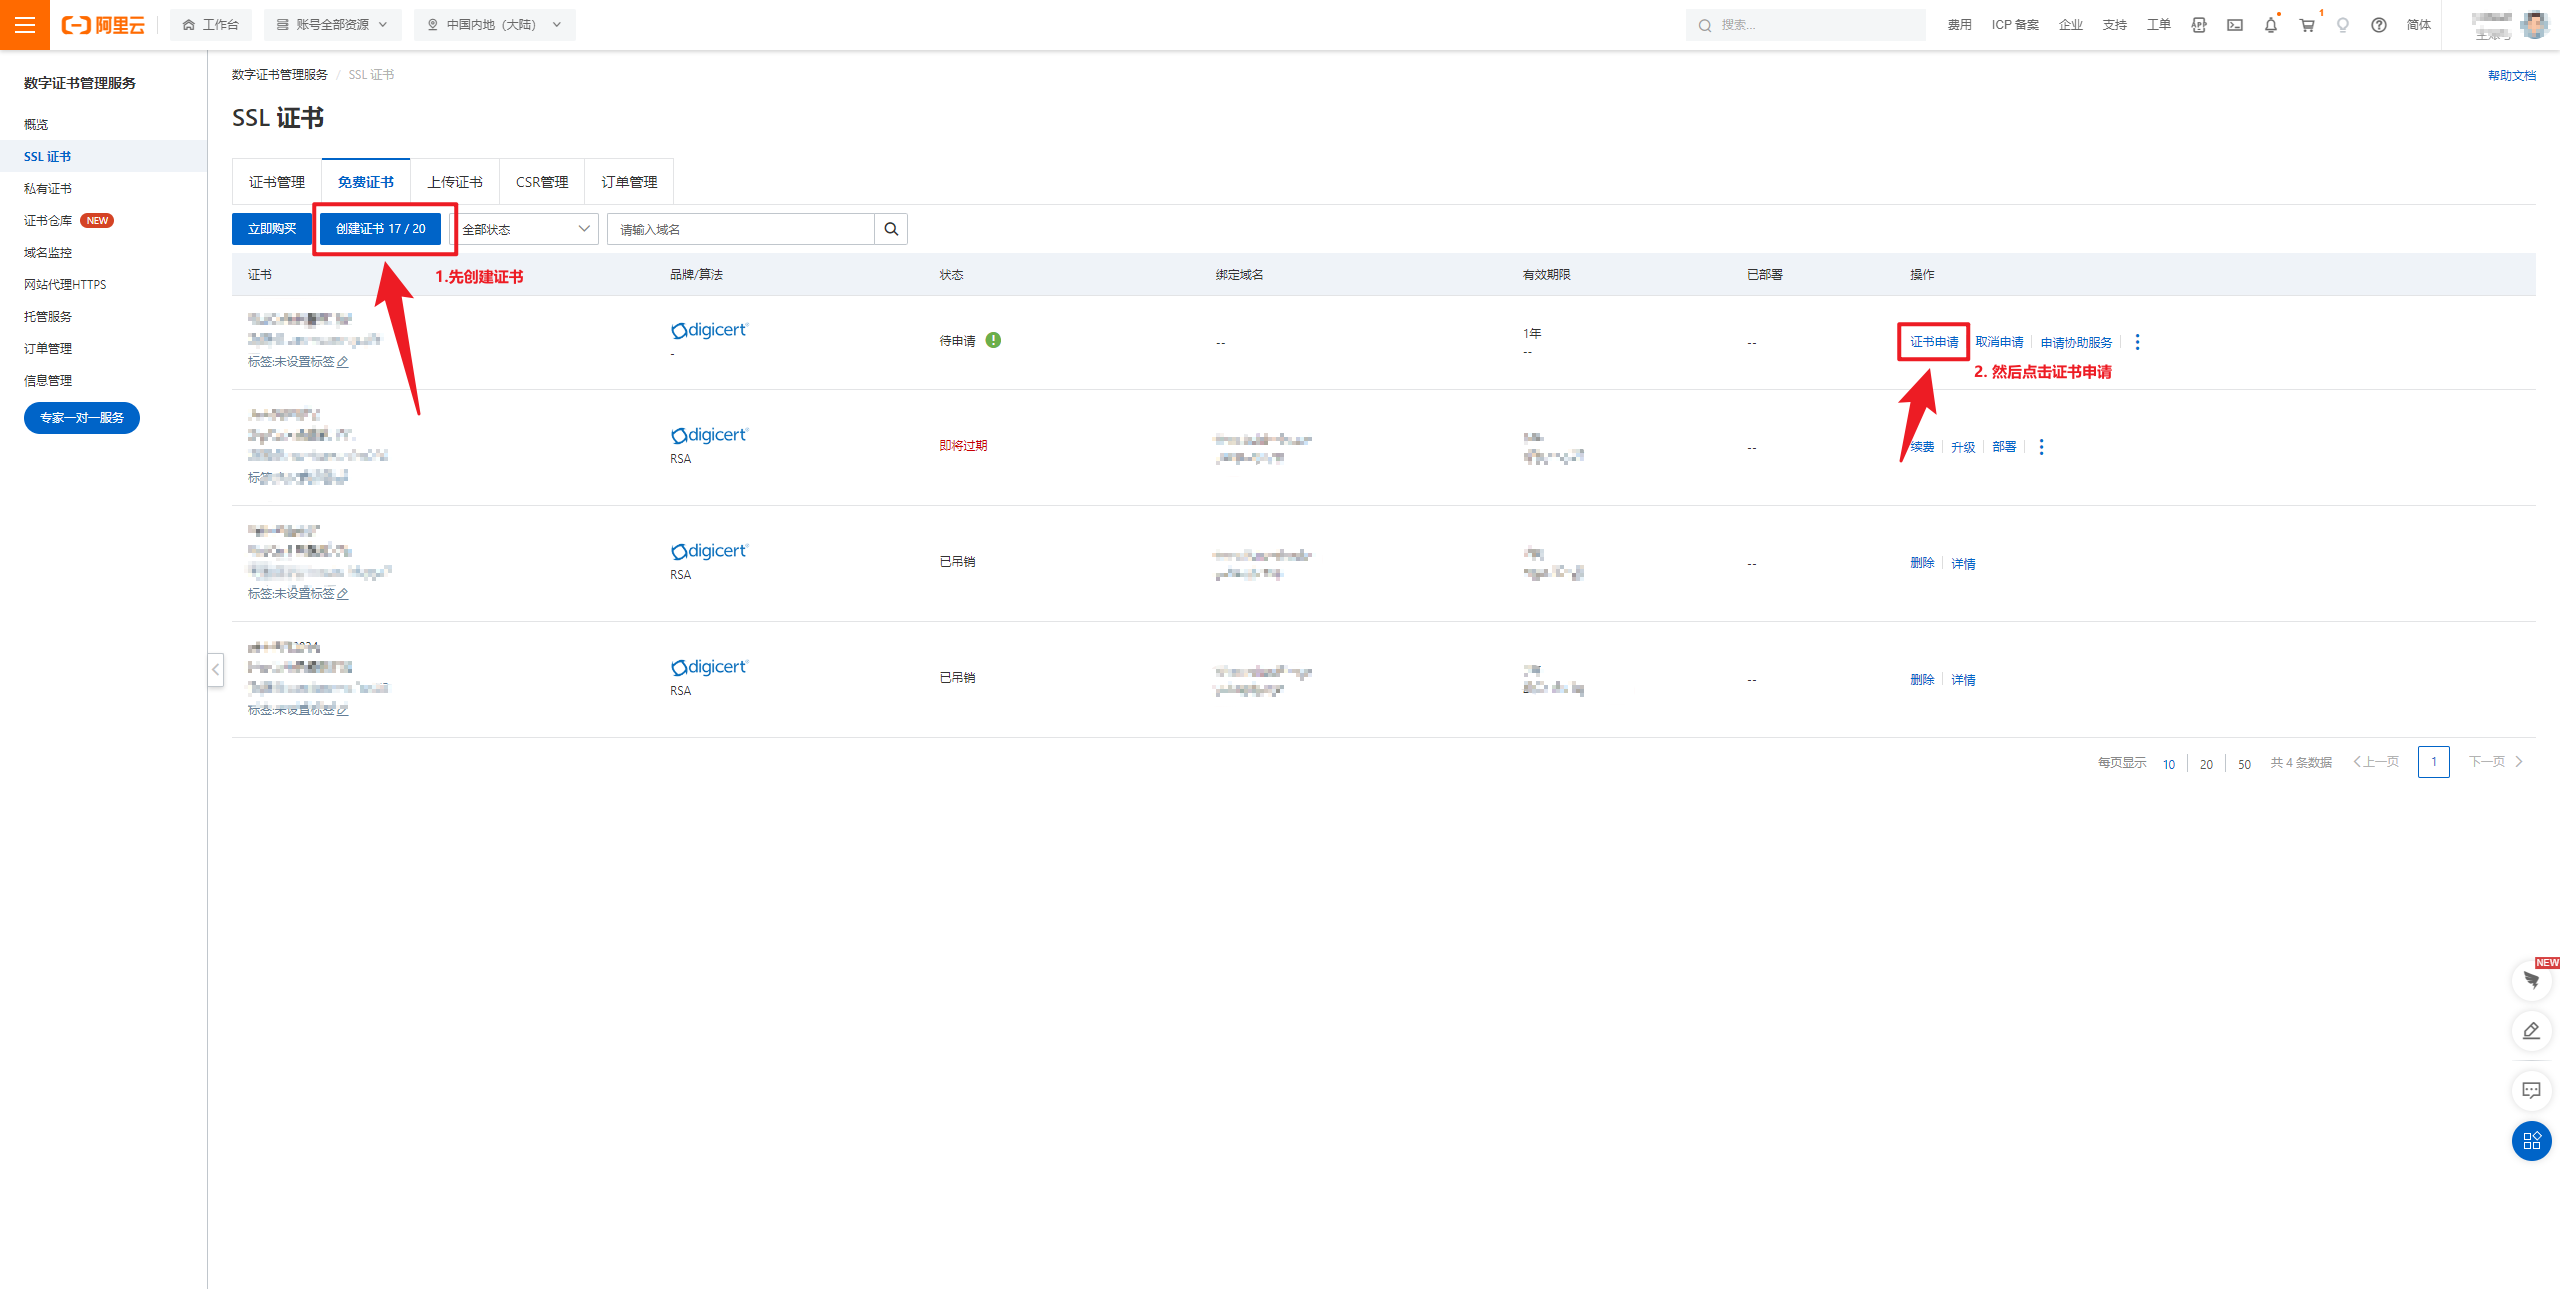 阿里云
工作台
账号全部资源
中国内地（大陆）
搜索...
费用
ICP 备案
企业
支持
工单
1
简体
主账号
数字证书管理服务
概览
SSL 证书
私有证书
证书仓库 NEW
域名监控
网站代理HTTPS
托管服务
订单管理
信息管理
专家一对一服务
数字证书管理服务 / SSL 证书
帮助文档
SSL 证书
证书管理 免费证书 上传证书 CSR管理 订单管理
立即购买 创建证书 17 / 20 全部状态 请输入域名
1.先创建证书
证书 品牌/算法 状态 绑定域名 有效期限 已部署 操作
digicert
-
待申请
--
1年
--
--
证书申请 取消申请 申请协助服务
2. 然后点击证书申请
标签:未设置标签
digicert
RSA
即将过期
--
续费 升级 部署
标签
digicert
RSA
已吊销
--
删除 详情
标签:未设置标签
digicert
RSA
已吊销
--
删除 详情
标签:未设置标签
每页显示 10 20 50 共 4 条数据 上一页 1 下一页
NEW